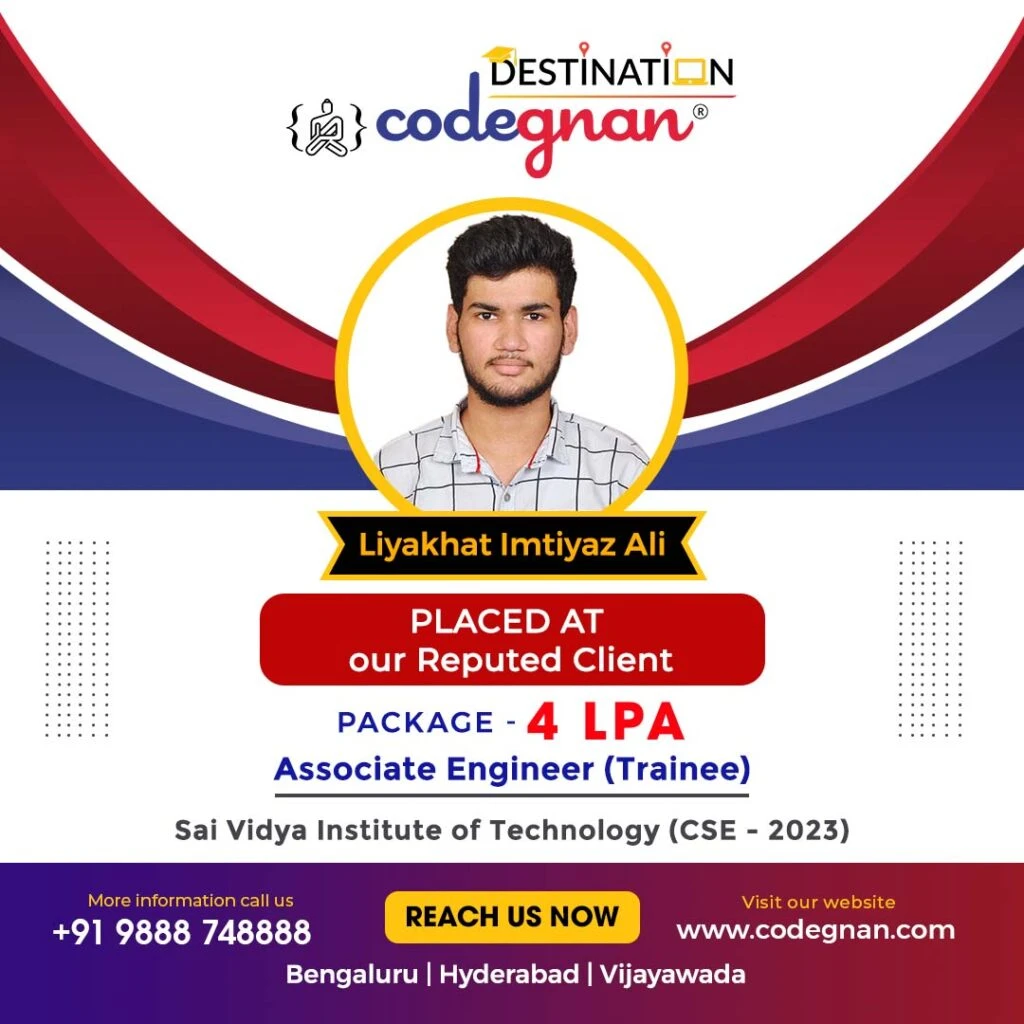 DESTINATION
codegnan®
Liyakhat Imtiyaz Ali
PLACED AT
our Reputed Client
PACKAGE - 4 LPA
Associate Engineer (Trainee)
Sai Vidya Institute of Technology (CSE - 2023)
More information call us
+91 9888 748888
REACH US NOW
Visit our website
www.codegnan.com
Bengaluru | Hyderabad | Vijayawada